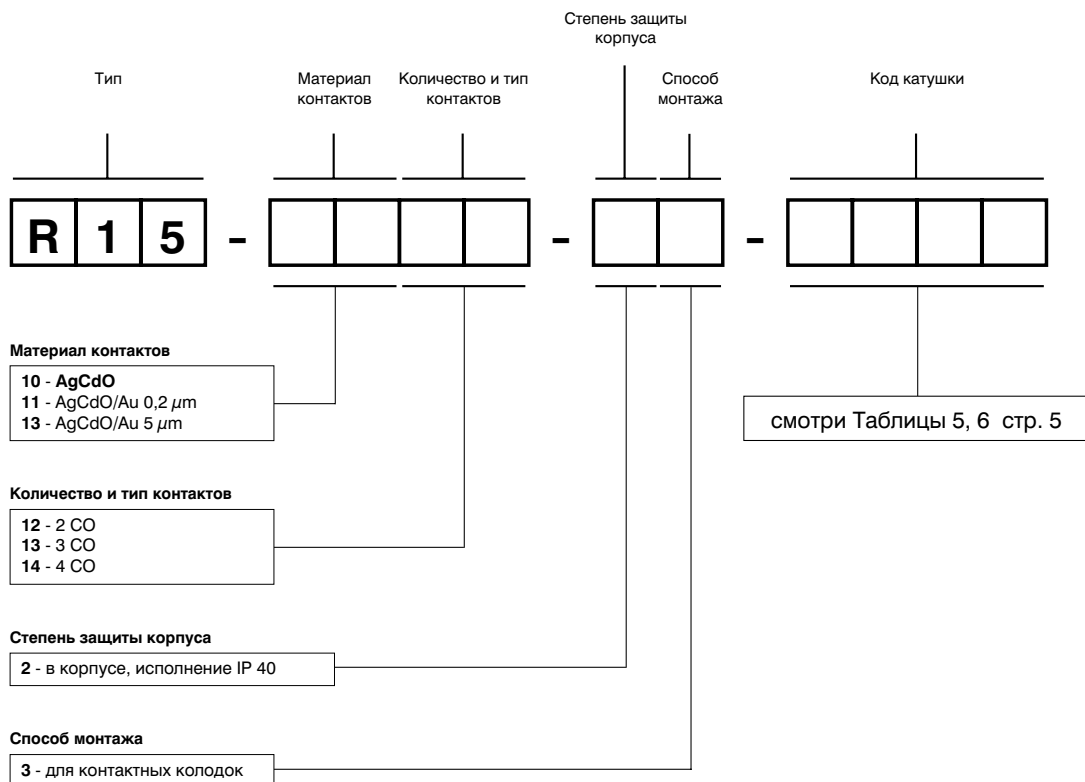 Степень защиты
корпуса
Тип
Материал
контактов
Количество и тип
контактов
Способ
монтажа
Код катушки
R 1 5 - - -
Материал контактов
10 - AgCdO
11 - AgCdO/Au 0,2 µm
13 - AgCdO/Au 5 µm
смотри Таблицы 5, 6 стр. 5
Количество и тип контактов
12 - 2 CO
13 - 3 CO
14 - 4 CO
Степень защиты корпуса
2 - в корпусе, исполнение IP 40
Способ монтажа
3 - для контактных колодок